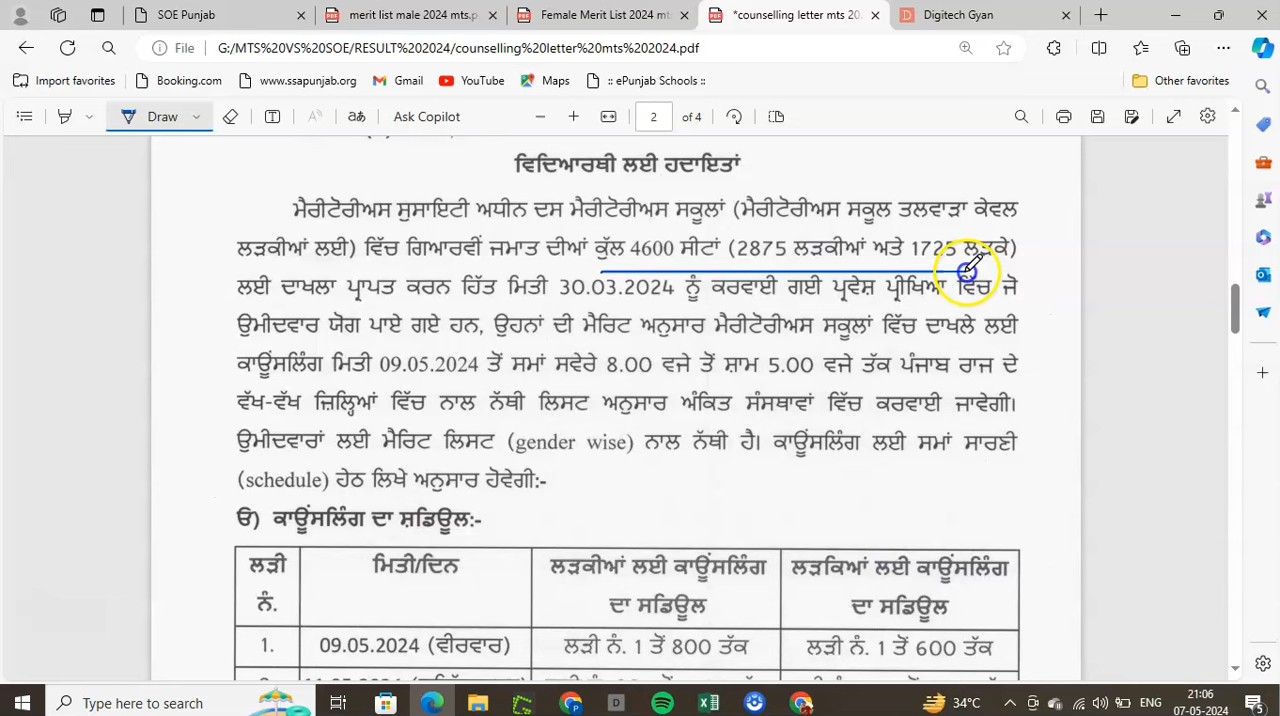 SOE Punjab
merit list male 2024 mts.p
Female Merit List 2024 mts
*counselling letter mts 20
Digitech Gyan
File
G:/MTS%20VS%20SOE/RESULT%202024/counselling%20letter%20mts%202024.pdf
Import favorites
Booking.com
www.ssapunjab.org
Gmail
YouTube
Maps
:: ePunjab Schools ::
Other favorites
Draw
aあ
Ask Copilot
2
of 4
ਵਿਦਿਆਰਥੀ ਲਈ ਹਦਾਇਤਾਂ
ਮੈਰੀਟੋਰੀਅਸ ਸੁਸਾਇਟੀ ਅਧੀਨ ਦਸ ਮੈਰੀਟੋਰੀਅਸ ਸਕੂਲਾਂ (ਮੈਰੀਟੋਰੀਅਸ ਸਕੂਲ ਤਲਵਾੜਾ ਕੇਵਲ
ਲੜਕੀਆਂ ਲਈ) ਵਿੱਚ ਗਿਆਰਵੀਂ ਜਮਾਤ ਦੀਆਂ ਕੁੱਲ 4600 ਸੀਟਾਂ (2875 ਲੜਕੀਆਂ ਅਤੇ 1725 ਲੜਕੇ)
ਲਈ ਦਾਖਲਾ ਪ੍ਰਾਪਤ ਕਰਨ ਹਿੱਤ ਮਿਤੀ 30.03.2024 ਨੂੰ ਕਰਵਾਈ ਗਈ ਪ੍ਰਵੇਸ਼ ਪ੍ਰੀਖਿਆ ਵਿੱਚ ਜੋ
ਉਮੀਦਵਾਰ ਯੋਗ ਪਾਏ ਗਏ ਹਨ, ਉਹਨਾਂ ਦੀ ਮੈਰਿਟ ਅਨੁਸਾਰ ਮੈਰੀਟੋਰੀਅਸ ਸਕੂਲਾਂ ਵਿੱਚ ਦਾਖਲੇ ਲਈ
ਕਾਊਂਸਲਿੰਗ ਮਿਤੀ 09.05.2024 ਤੋਂ ਸਮਾਂ ਸਵੇਰੇ 8.00 ਵਜੇ ਤੋਂ ਸ਼ਾਮ 5.00 ਵਜੇ ਤੱਕ ਪੰਜਾਬ ਰਾਜ ਦੇ
ਵੱਖ-ਵੱਖ ਜ਼ਿਲ੍ਹਿਆਂ ਵਿੱਚ ਨਾਲ ਨੱਥੀ ਲਿਸਟ ਅਨੁਸਾਰ ਅੰਕਿਤ ਸੰਸਥਾਵਾਂ ਵਿੱਚ ਕਰਵਾਈ ਜਾਵੇਗੀ।
ਉਮੀਦਵਾਰਾਂ ਲਈ ਮੈਰਿਟ ਲਿਸਟ (gender wise) ਨਾਲ ਨੱਥੀ ਹੈ। ਕਾਊਂਸਲਿੰਗ ਲਈ ਸਮਾਂ ਸਾਰਣੀ
(schedule) ਹੇਠ ਲਿਖੇ ਅਨੁਸਾਰ ਹੋਵੇਗੀ:-
ੳ) ਕਾਊਂਸਲਿੰਗ ਦਾ ਸ਼ਡਿਊਲ:-
ਲੜੀ ਨੰ.
ਮਿਤੀ/ਦਿਨ
ਲੜਕੀਆਂ ਲਈ ਕਾਊਂਸਲਿੰਗ ਦਾ ਸਡਿਊਲ
ਲੜਕਿਆਂ ਲਈ ਕਾਊਂਸਲਿੰਗ ਦਾ ਸਡਿਊਲ
1.
09.05.2024 (ਵੀਰਵਾਰ)
ਲੜੀ ਨੰ. 1 ਤੋਂ 800 ਤੱਕ
ਲੜੀ ਨੰ. 1 ਤੋਂ 600 ਤੱਕ
Type here to search
34°C
ENG
21:06
07-05-2024
5